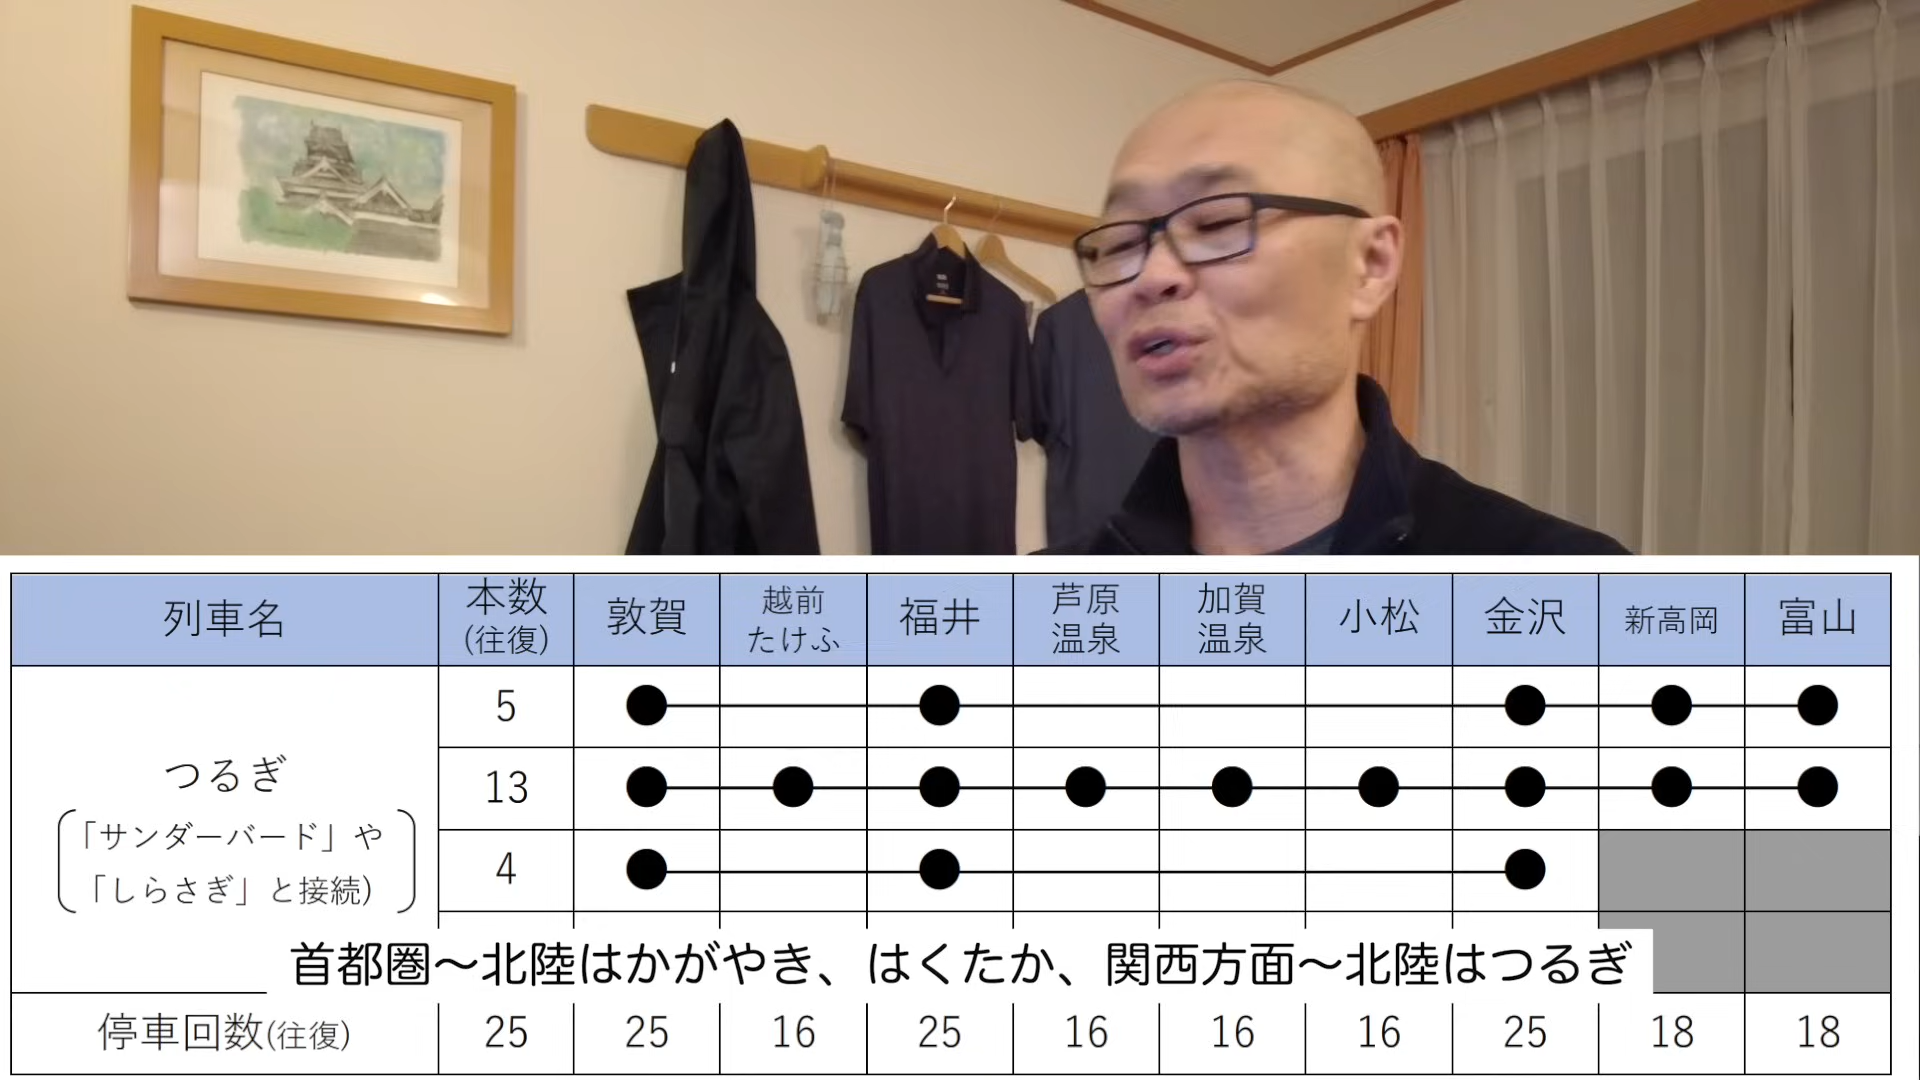 列車名 本数 (往復) 敦賀 越前たけふ 福井 芦原温泉 加賀温泉 小松 金沢 新高岡 富山
5
つるぎ
13
「サンダーバード」や
「しらさぎ」と接続)
4
首都圏〜北陸はかがやき、はくたか、関西方面〜北陸はつるぎ
停車回数(往復) 25 25 16 25 16 16 16 25 18 18